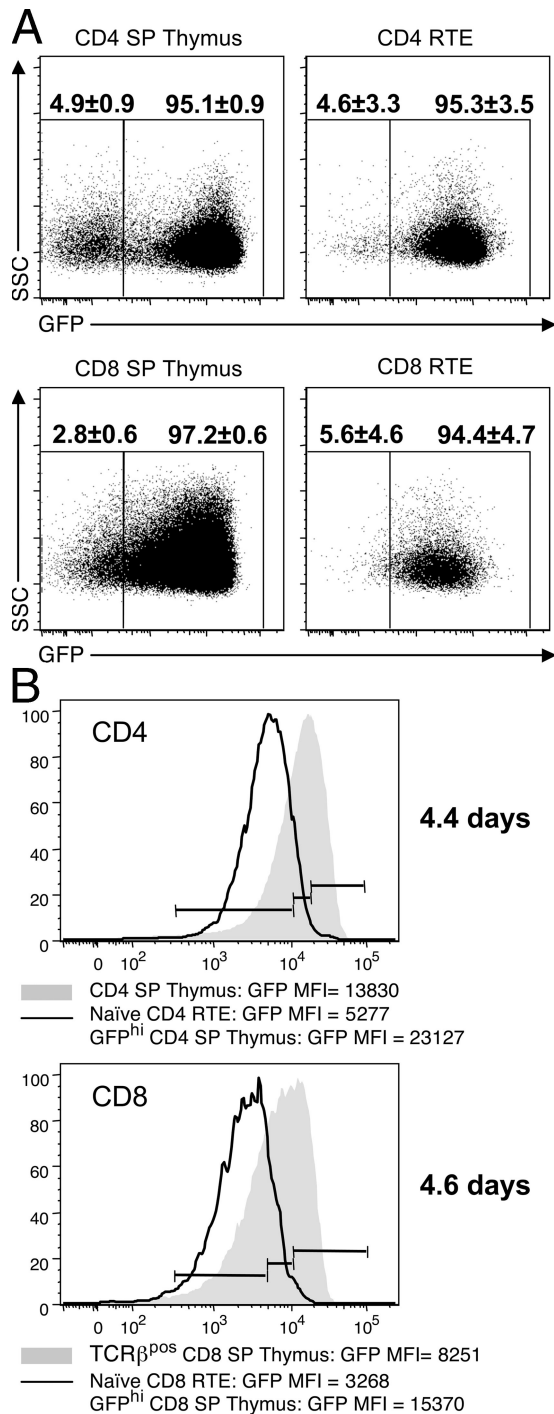 A
CD4 SP Thymus
CD4 RTE
4.9±0.9 95.1±0.9
4.6±3.3 95.3±3.5
SSC
GFP
CD8 SP Thymus
CD8 RTE
2.8±0.6 97.2±0.6
5.6±4.6 94.4±4.7
SSC
GFP
B
CD4
100
80
60
40
20
0
0 10² 10³ 10⁴ 10⁵
4.4 days
CD4 SP Thymus: GFP MFI= 13830
Naïve CD4 RTE: GFP MFI = 5277
GFPʰⁱ CD4 SP Thymus: GFP MFI = 23127
CD8
100
80
60
40
20
0
0 10² 10³ 10⁴ 10⁵
4.6 days
TCRβᵖᵒˢ CD8 SP Thymus: GFP MFI= 8251
Naïve CD8 RTE: GFP MFI = 3268
GFPʰⁱ CD8 SP Thymus: GFP MFI = 15370